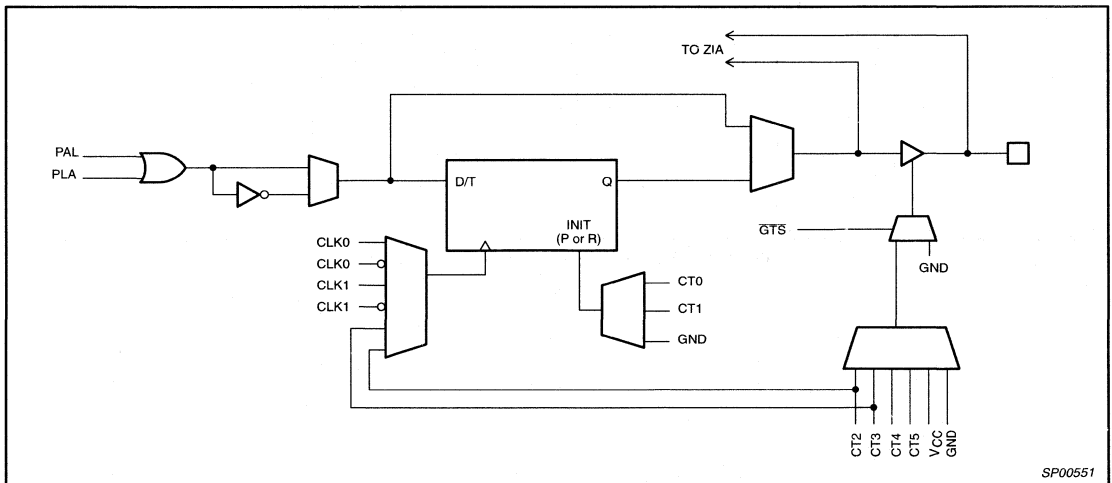 TO ZIA
PAL
PLA
D/T
Q
INIT
(P or R)
GTS
GND
CLK0
CLK0
CLK1
CLK1
CT0
CT1
GND
CT2
CT3
CT4
CT5
VCC
GND
SP00551